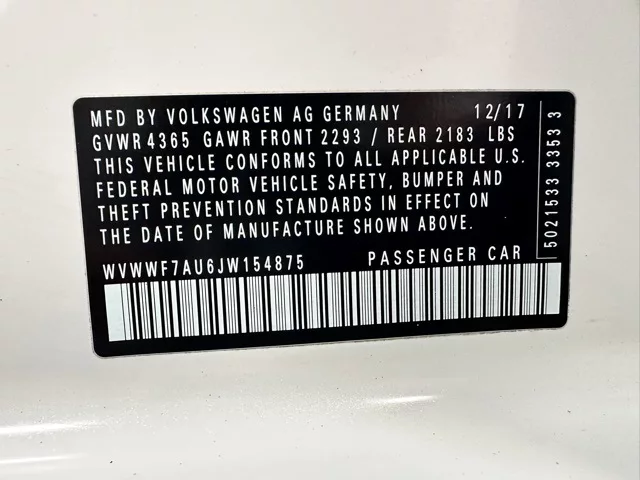 MFD BY VOLKSWAGEN AG GERMANY 12/17
GVWR 4365 GAWR FRONT 2293 / REAR 2183 LBS
THIS VEHICLE CONFORMS TO ALL APPLICABLE U.S.
FEDERAL MOTOR VEHICLE SAFETY, BUMPER AND
THEFT PREVENTION STANDARDS IN EFFECT ON
THE DATE OF MANUFACTURE SHOWN ABOVE.
WVWWF7AU6JW154875 PASSENGER CAR
5021533 33533